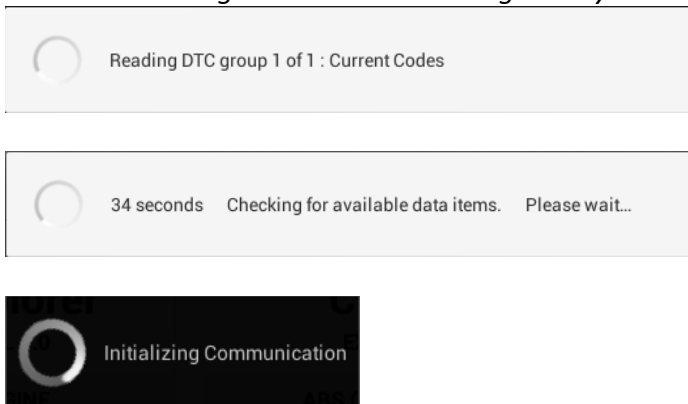 Reading DTC group 1 of 1 : Current Codes
34 seconds Checking for available data items. Please wait...
Initializing Communication